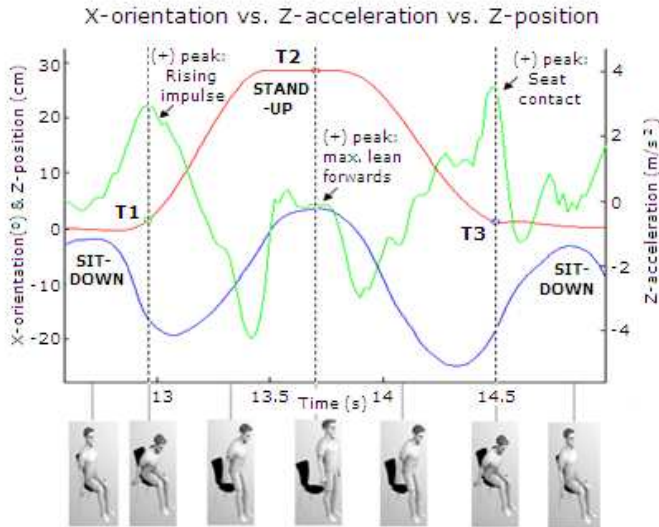 X-orientation vs. Z-acceleration vs. Z-position
X-orientation(º) & Z-position (cm)
30
20
10
0
-10
-20
(+) peak:
Rising
impulse
T1
T2
STAND
-UP
(+) peak:
max. lean
forwards
(+) peak:
Seat
contact
T3
SIT-
DOWN
SIT-
DOWN
4
2
0
-2
-4
Z-acceleration (m/s²)
13
13.5
14
14.5
Time (s)